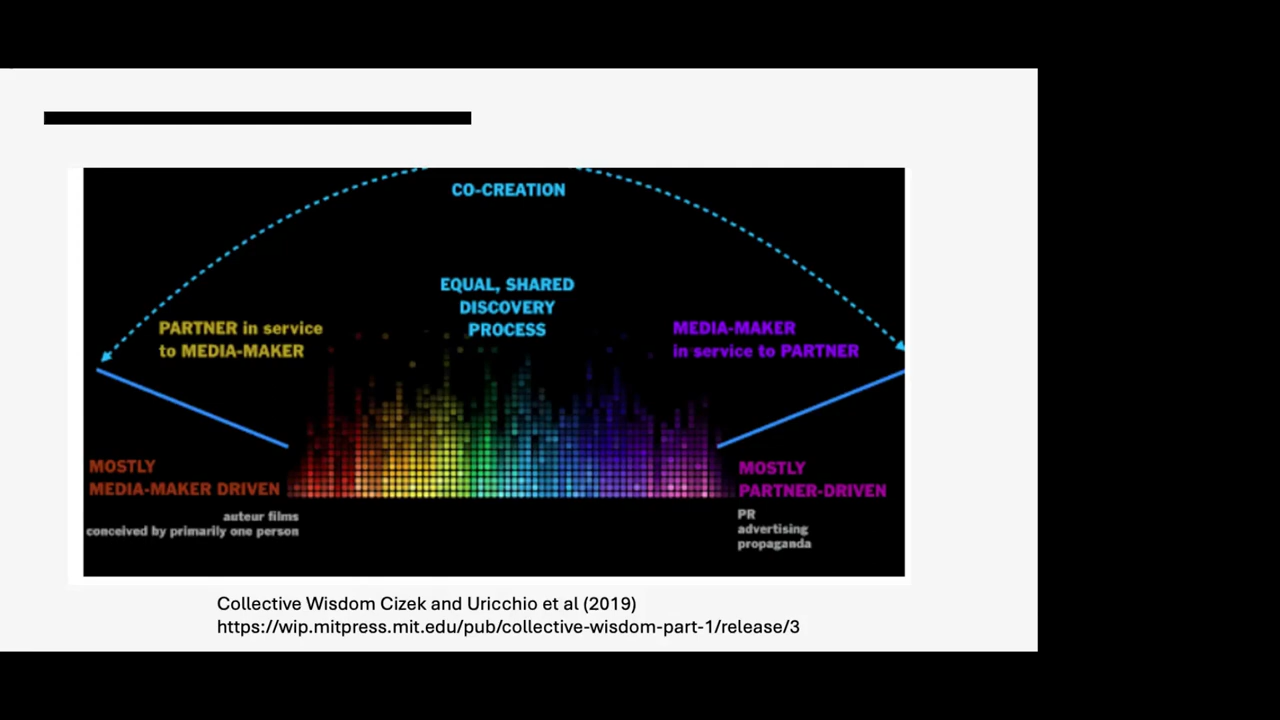 CO-CREATION
EQUAL, SHARED
DISCOVERY
PROCESS
PARTNER in service
to MEDIA-MAKER
MEDIA-MAKER
in service to PARTNER
MOSTLY
MEDIA-MAKER DRIVEN
auteur films
conceived by primarily one person
MOSTLY
PARTNER-DRIVEN
PR
advertising
propaganda
Collective Wisdom Cizek and Uricchio et al (2019)
https://wip.mitpress.mit.edu/pub/collective-wisdom-part-1/release/3